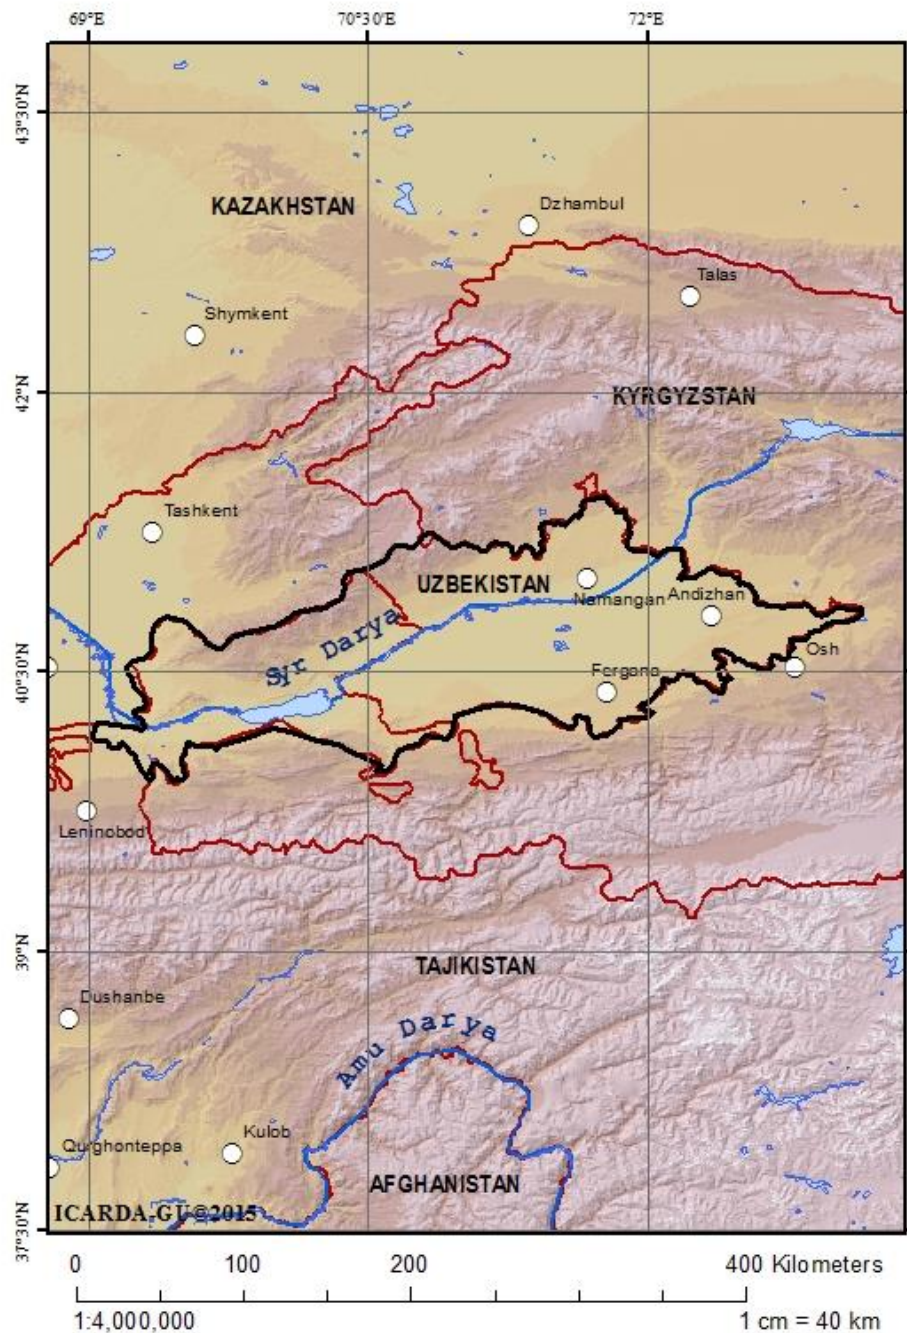 69°E 70°30'E 72°E
43°30'N
Dzhambul
KAZAKHSTAN
Talas
Shymkent
42°N
KYRGYZSTAN
Tashkent
UZBEKISTAN
Namangan
Andizhan
Syr Darya
40°30'N
Osh
Fergana
Leninobod
39°N
TAJIKISTAN
Dushanbe
Amu Darya
Kulob
Qurghonteppa
AFGHANISTAN
ICARDA.GU©2015
37°30'N
0 100 200 400 Kilometers
1:4,000,000 1 cm = 40 km